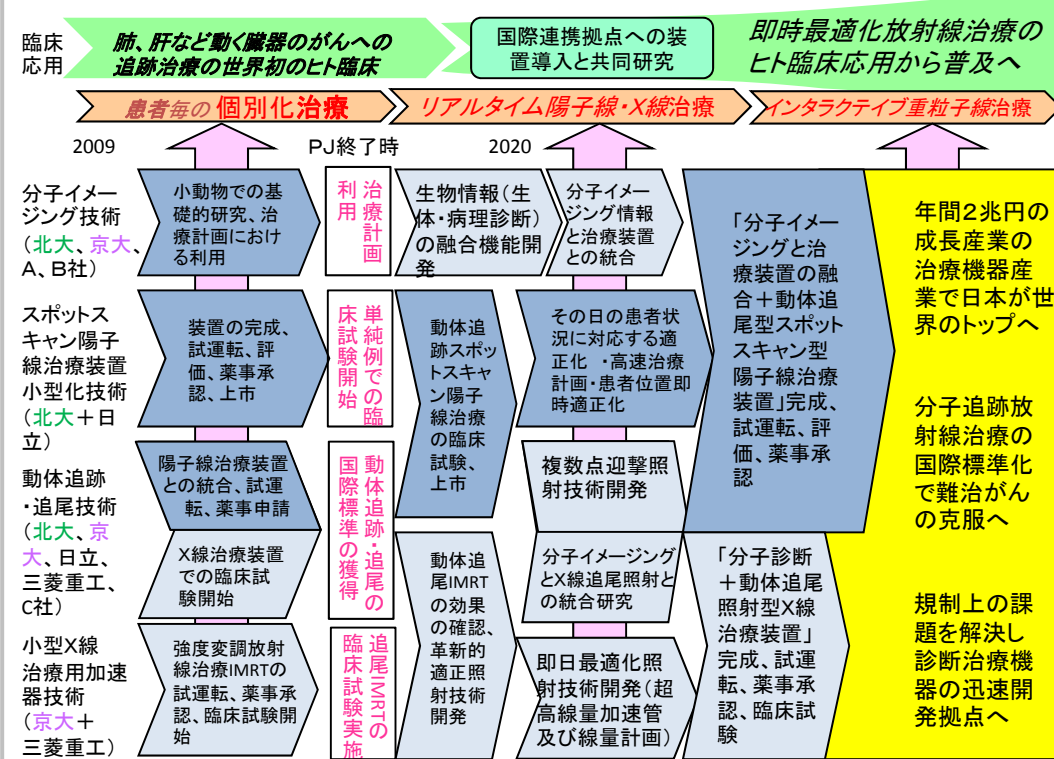 臨床
応用
肺、肝など動く臓器のがんへの
追跡治療の世界初のヒト臨床
国際連携拠点への装
置導入と共同研究
即時最適化放射線治療の
ヒト臨床応用から普及へ
患者毎の個別化治療
リアルタイム陽子線・X線治療
インタラクティブ重粒子線治療
2009
PJ終了時
2020
分子イメー
ジング技術
(北大、京大、
A、B社)
小動物での基
礎的研究、治
療計画におけ
る利用
治療計画
利用
生物情報(生
体・病理診断)
の融合機能開
発
分子イメー
ジング情報
と治療装置
との統合
「分子イメー
ジングと治
療装置の融
合+動体追
尾型スポット
スキャン型
陽子線治療
装置」完成、
試運転、評
価、薬事承
認
年間2兆円の
成長産業の
治療機器産
業で日本が世
界のトップへ
スポットス
キャン陽子
線治療装置
小型化技術
(北大+日
立)
装置の完成、
試運転、評
価、薬事承
認、上市
単純例での臨
床試験開始
動体追
跡スポッ
トスキャ
ン陽子
線治療
の臨床
試験、
上市
その日の患者状
況に対応する適
正化 ・高速治療
計画・患者位置即
時適正化
分子追跡放
射線治療の
国際標準化
で難治がん
の克服へ
動体追跡
・追尾技術
(北大、京
大、日立、
三菱重工、
C社)
陽子線治療装置
との統合、試運
転、薬事申請
X線治療装置
での臨床試
験開始
動体追跡・追尾の
国際標準の獲得
複数点迎撃照
射技術開発
分子イメージング
とX線追尾照射と
の統合研究
動体追
尾IMRT
の効果
の確認、
革新的
適正照
射技術
開発
「分子診断
+動体追尾
照射型X線
治療装置」
完成、試運
転、薬事承
認、臨床試
験
規制上の課
題を解決し
診断治療機
器の迅速開
発拠点へ
小型X線
治療用加速
器技術
(京大+
三菱重工)
強度変調放射
線治療IMRTの
試運転、薬事承
認、臨床試験開
始
追尾IMRTの
臨床試験実施
即日最適化照
射技術開発(超
高線量加速管
及び線量計画)